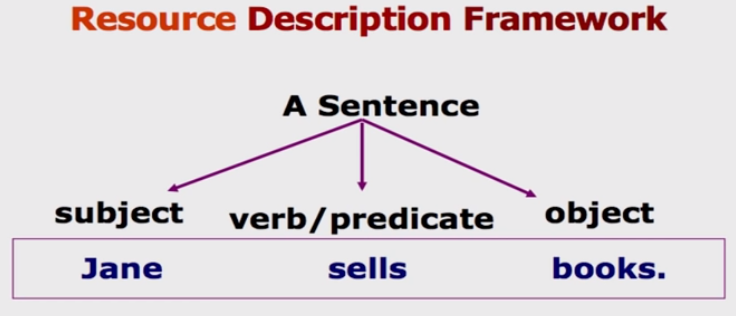 Resource Description Framework
A Sentence
subject verb/predicate object
Jane sells books.